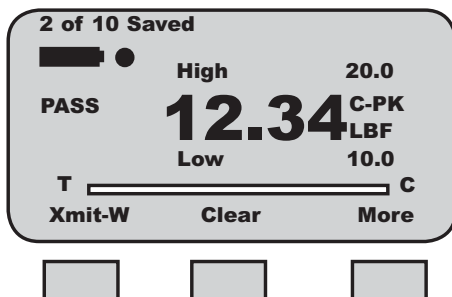 2 of 10 Saved
High 20.0
PASS 12.34 C-PK
LBF
Low 10.0
T C
Xmit-W Clear More